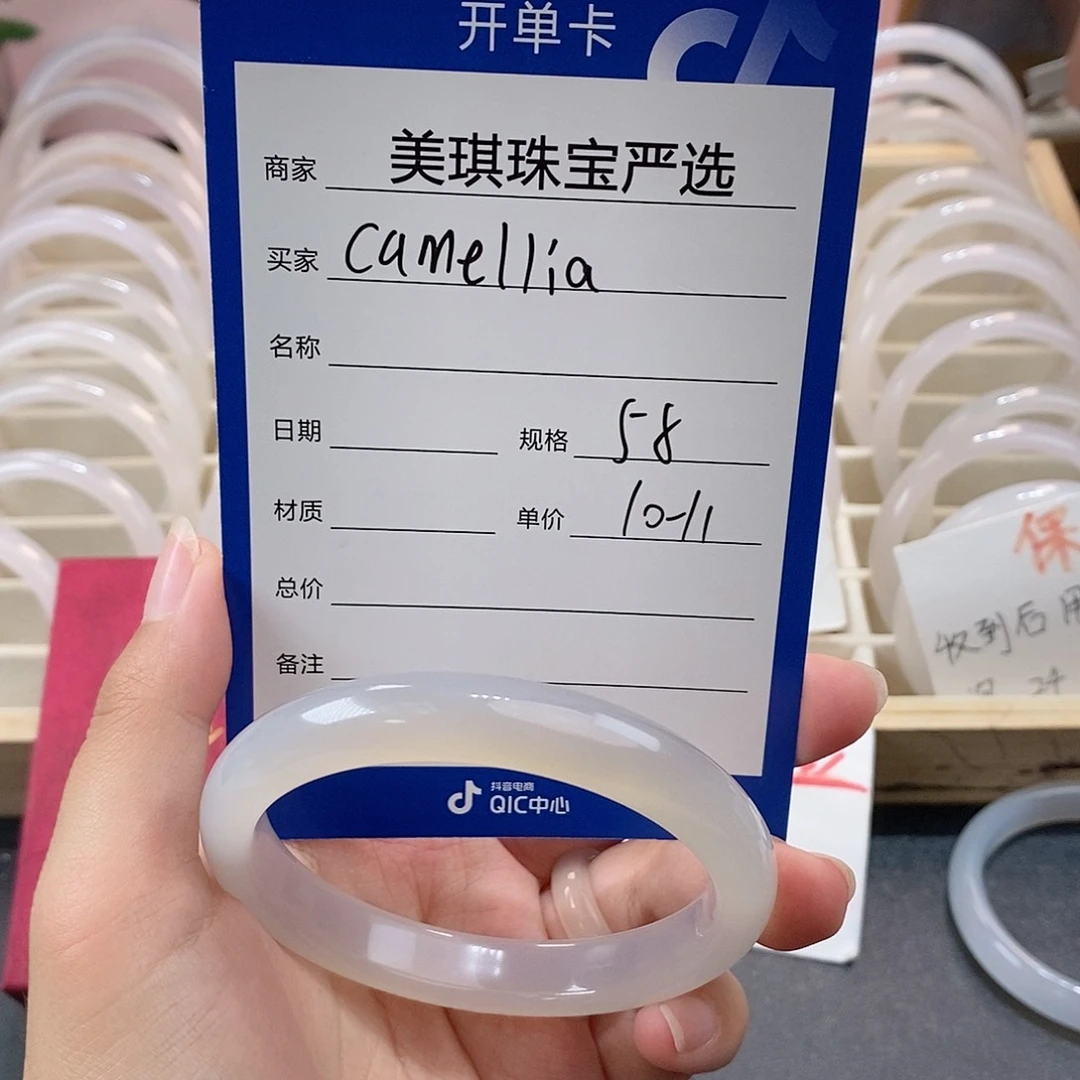 开单卡
商家 美琪珠宝严选
买家 Camellia
名称
日期 规格 58
材质 单价 10-11
总价
备注
抖音电商
QIC中心
保
收到后用